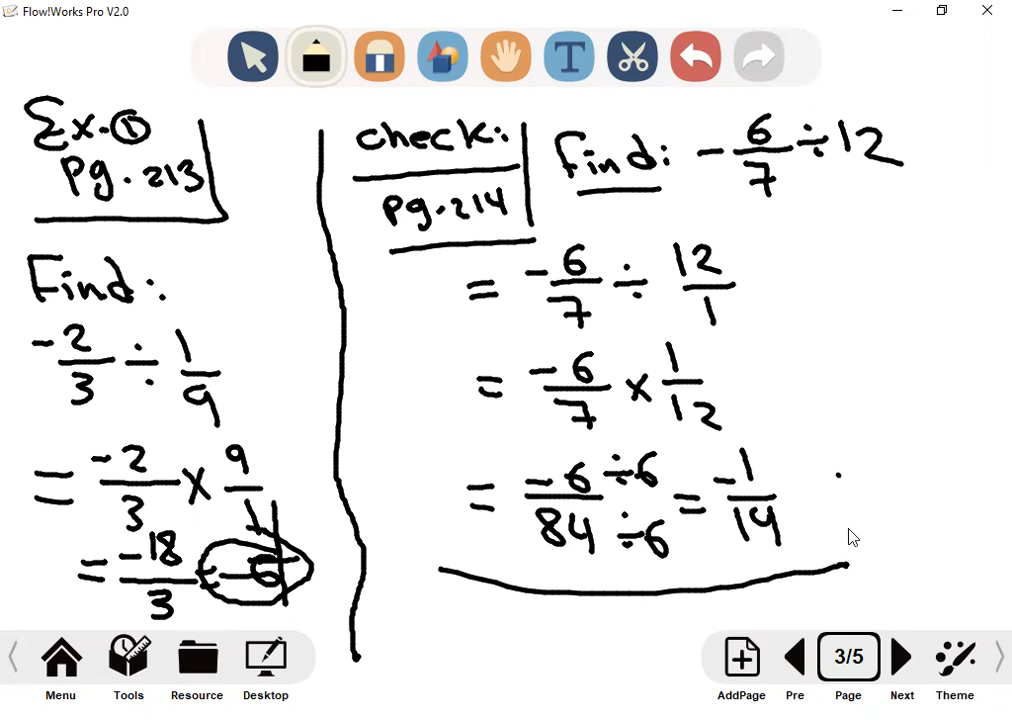 Flow!Works Pro V2.0
Ex-①
Pg.213
Find:
-2/3 ÷ 1/9
= -2/3 × 9/1
= -18/3 = -6
check:
Pg.214
Find: -6/7 ÷ 12
= -6/7 ÷ 12/1
= -6/7 × 1/12
= -6÷6/84÷6 = -1/14
Menu
Tools
Resource
Desktop
AddPage
Pre
3/5
Page
Next
Theme